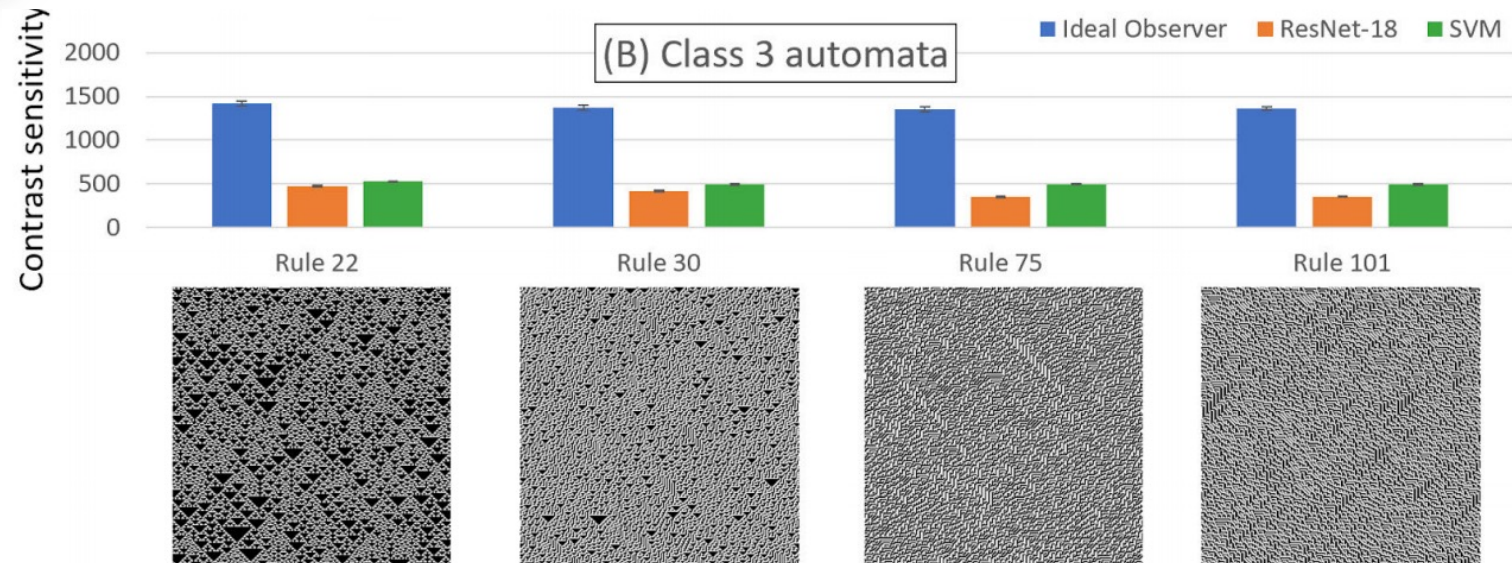 Contrast sensitivity
Ideal Observer ResNet-18 SVM
(B) Class 3 automata
2000
1500
1000
500
0
Rule 22 Rule 30 Rule 75 Rule 101